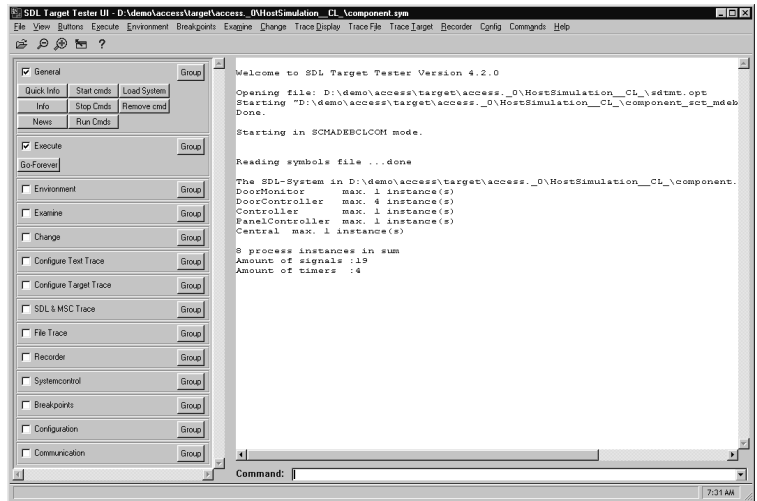 SDL Target Tester UI - D:\demo\access\target\access._0\HostSimulation__CL_\component.sym
File View Buttons Execute Environment Breakpoints Examine Change Trace Display Trace File Trace Target Recorder Config Commands Help
?
General Group
Quick Info Start cmds Load System
Info Stop Cmds Remove cmd
News Run Cmds
Execute Group
Go-Forever
Environment Group
Examine Group
Change Group
Configure Text Trace Group
Configure Target Trace Group
SDL & MSC Trace Group
File Trace Group
Recorder Group
Systemcontrol Group
Breakpoints Group
Configuration Group
Communication Group
Welcome to SDL Target Tester Version 4.2.0
Opening file: D:\demo\access\target\access._0\HostSimulation__CL_\sdtmt.opt
Starting "D:\demo\access\target\access._0\HostSimulation__CL_\component_sct_mdeb
Done.
Starting in SCMADEBCLCOM mode.
Reading symbols file ...done
The SDL-System in D:\demo\access\target\access._0\HostSimulation__CL_\component.
DoorMonitor max. 1 instance(s)
DoorController max. 4 instance(s)
Controller max. 1 instance(s)
PanelController max. 1 instance(s)
Central max. 1 instance(s)
8 process instances in sum
Amount of signals :19
Amount of timers :4
Command:
7:31 AM